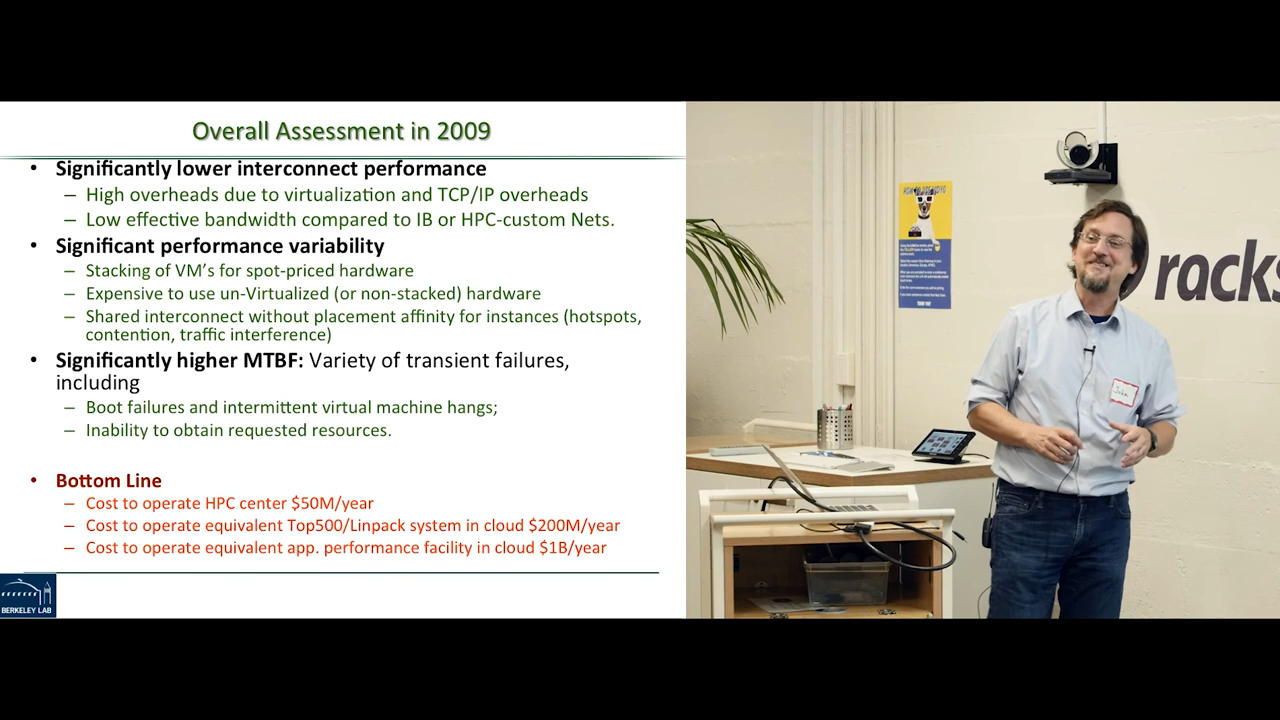 Overall Assessment in 2009
• Significantly lower interconnect performance
– High overheads due to virtualization and TCP/IP overheads
– Low effective bandwidth compared to IB or HPC-custom Nets.
• Significant performance variability
– Stacking of VM's for spot-priced hardware
– Expensive to use un-Virtualized (or non-stacked) hardware
– Shared interconnect without placement affinity for instances (hotspots,
contention, traffic interference)
• Significantly higher MTBF: Variety of transient failures,
including
– Boot failures and intermittent virtual machine hangs;
– Inability to obtain requested resources.
• Bottom Line
– Cost to operate HPC center $50M/year
– Cost to operate equivalent Top500/Linpack system in cloud $200M/year
– Cost to operate equivalent app. performance facility in cloud $1B/year
BERKELEY LAB
racks
John